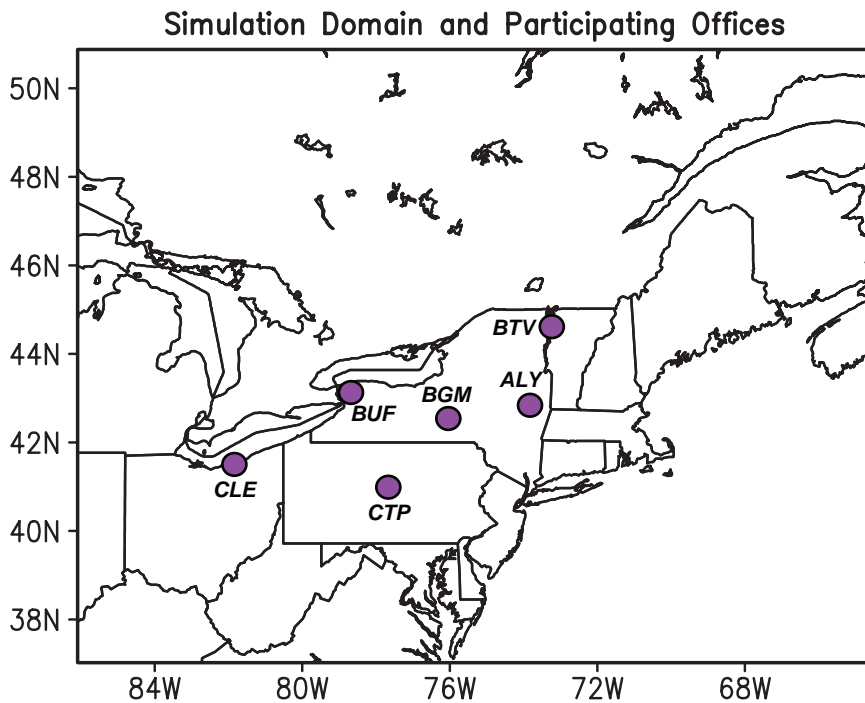 Simulation Domain and Participating Offices
50N
48N
46N
44N
42N
40N
38N
BTV
ALY
BGM
BUF
CLE
CTP
84W 80W 76W 72W 68W